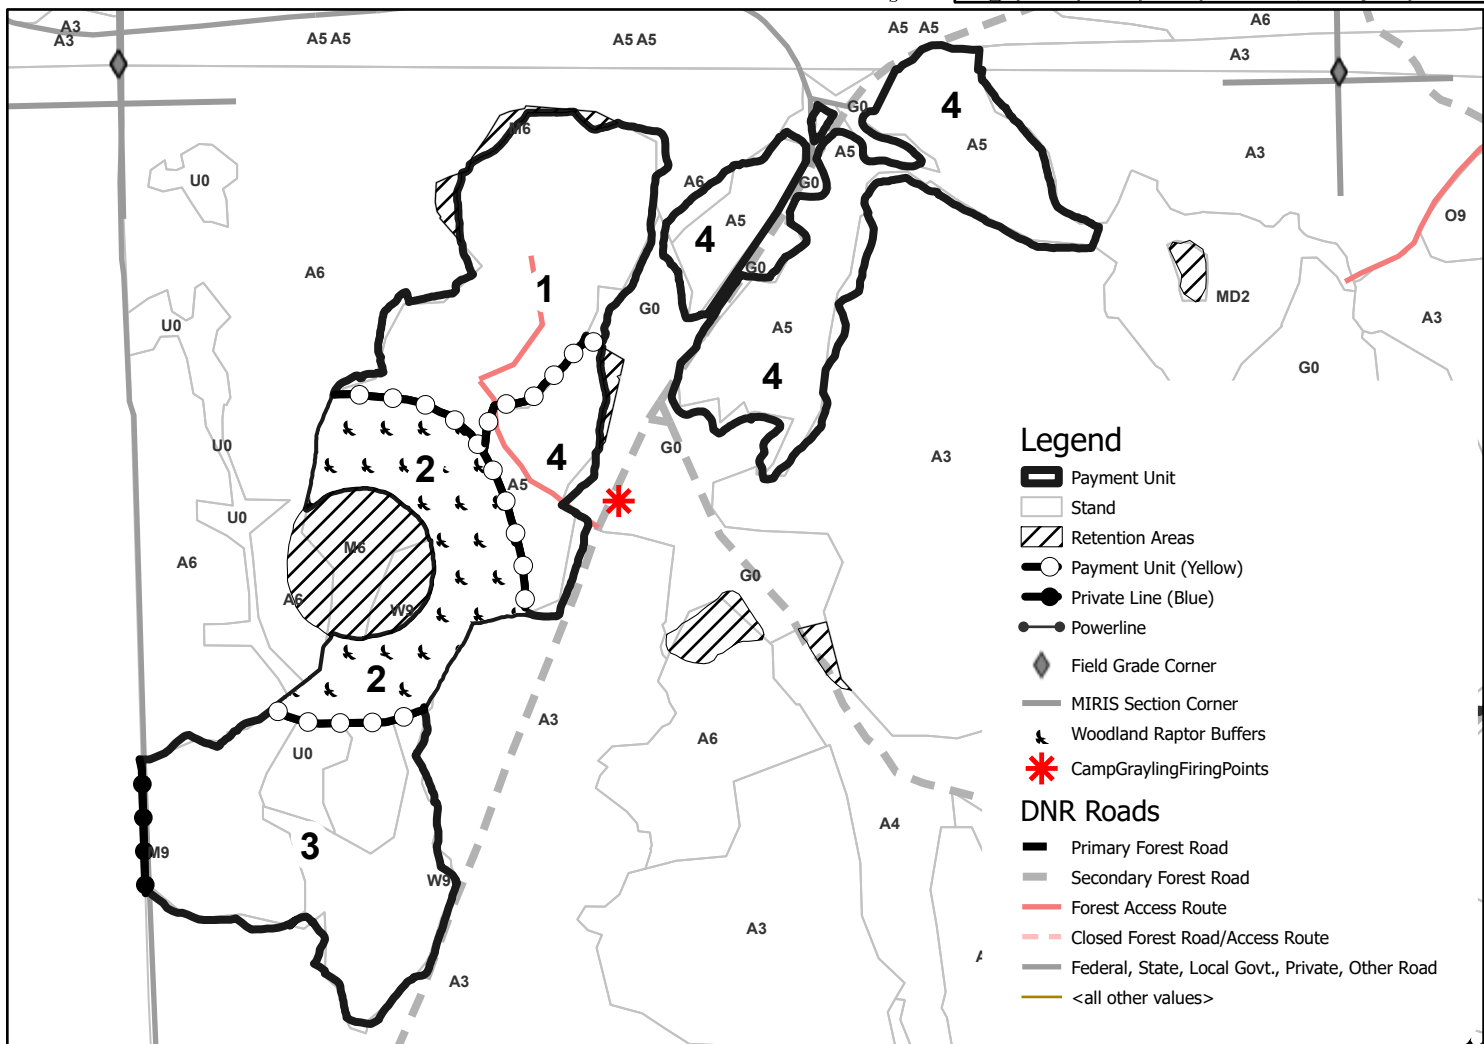 A3
A3
A5 A5
A5 A5
A5 A5
A6
A3
G0
4
A5
A5
A3
M6
U0
A6
G0
A5
4
O9
A6
1
G0
G0
MD2
U0
A5
A3
4
G0
U0
2
4
A5
G0
A3
U0
M6
A6
G0
A6
W9
2
A3
A6
U0
3
M9
W9
A4
A3
A3
Legend
Payment Unit
Stand
Retention Areas
Payment Unit (Yellow)
Private Line (Blue)
Powerline
Field Grade Corner
MIRIS Section Corner
Woodland Raptor Buffers
CampGraylingFiringPoints
DNR Roads
Primary Forest Road
Secondary Forest Road
Forest Access Route
Closed Forest Road/Access Route
Federal, State, Local Govt., Private, Other Road
<all other values>